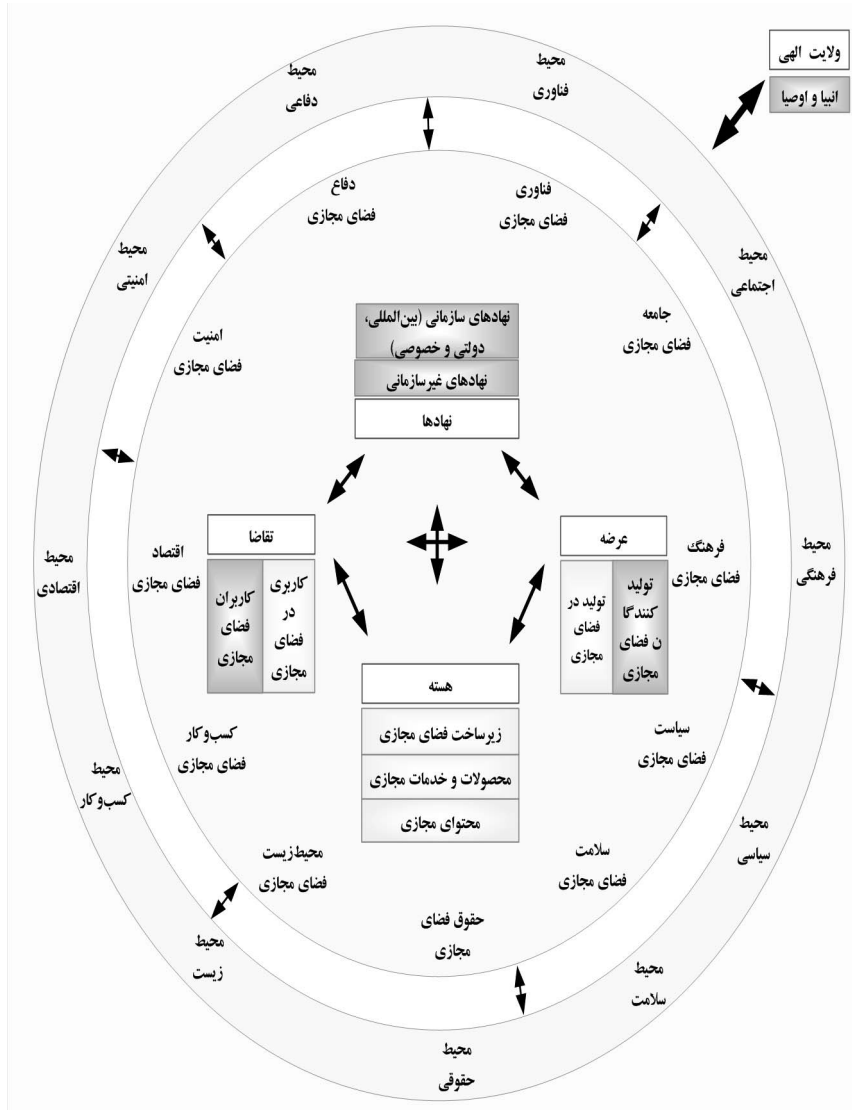 ولایت الهی
انبیا و اوصیا
محیط
فناوری
محیط
دفاعی
محیط
اجتماعی
محیط
امنیتی
محیط
فرهنگی
محیط
اقتصادی
محیط
سیاسی
محیط
کسب‌وکار
محیط
سلامت
محیط
زیست
محیط
حقوقی
فناوری
فضای مجازی
دفاع
فضای مجازی
جامعه
فضای مجازی
امنیت
فضای مجازی
فرهنگ
فضای مجازی
اقتصاد
فضای مجازی
سیاست
فضای مجازی
کسب‌وکار
فضای مجازی
سلامت
فضای مجازی
محیط‌زیست
فضای مجازی
حقوق فضای
مجازی
نهادهای سازمانی (بین‌المللی،
دولتی و خصوصی)
نهادهای غیرسازمانی
نهادها
عرضه
تولید
کنندگا
ن فضای
مجازی
تولید در
فضای
مجازی
تقاضا
کاربری
در
فضای
مجازی
کاربران
فضای
مجازی
هسته
زیرساخت فضای مجازی
محصولات و خدمات مجازی
محتوای مجازی